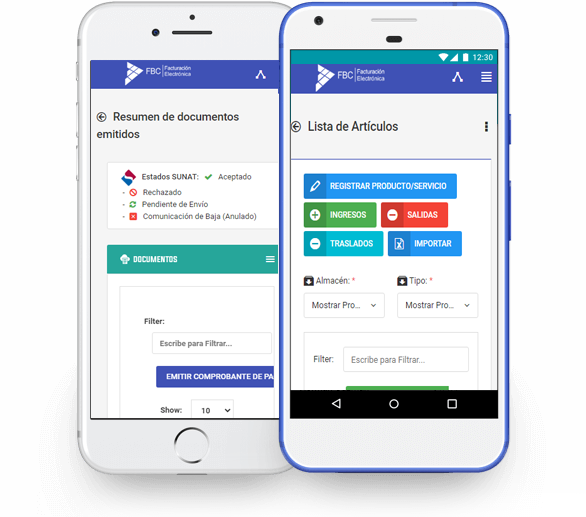 FBC Facturación
Electrónica
Resumen de documentos
emitidos
Estados SUNAT: Aceptado
- Rechazado
- Pendiente de Envío
- Comunicación de Baja (Anulado)
DOCUMENTOS
Filter:
Escribe para Filtrar...
EMITIR COMPROBANTE DE PA
Show: 10
12:30
FBC Facturación
Electrónica
Lista de Artículos
REGISTRAR PRODUCTO/SERVICIO
INGRESOS
SALIDAS
TRASLADOS
IMPORTAR
Almacén: *
Tipo: *
Mostrar Pro...
Mostrar Pro...
Filter:
Escribe para Filtrar...